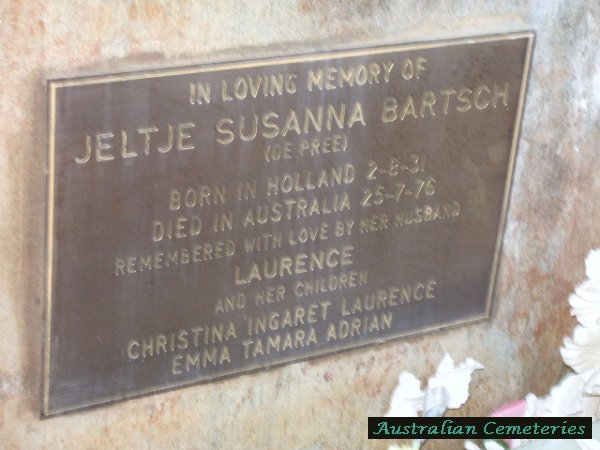 IN LOVING MEMORY OF
JELTJE SUSANNA BARTSCH
(DE PREE)
BORN IN HOLLAND 2-8-31
DIED IN AUSTRALIA 25-7-76
REMEMBERED WITH LOVE BY HER HUSBAND
LAURENCE
AND HER CHILDREN
CHRISTINA INGARET LAURENCE
EMMA TAMARA ADRIAN
Australian Cemeteries